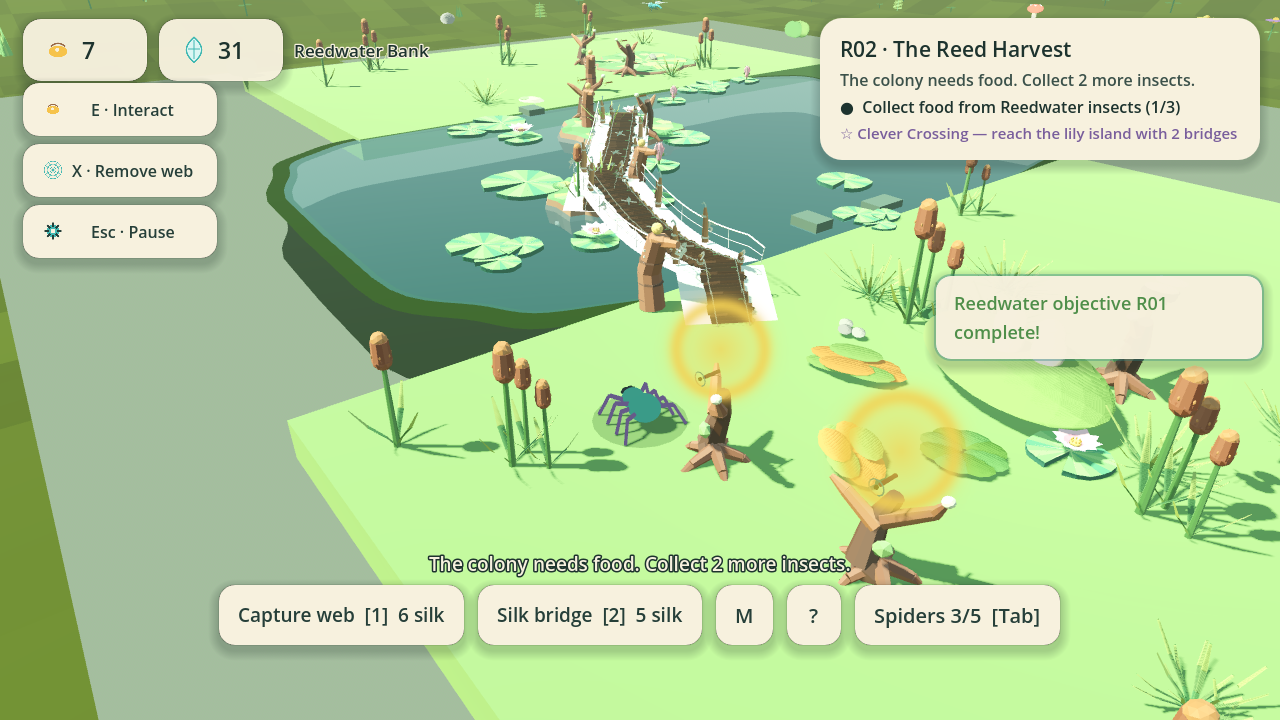 7
31
Reedwater Bank
E · Interact
X · Remove web
Esc · Pause
R02 · The Reed Harvest
The colony needs food. Collect 2 more insects.
● Collect food from Reedwater insects (1/3)
☆ Clever Crossing — reach the lily island with 2 bridges
Reedwater objective R01
complete!
The colony needs food. Collect 2 more insects.
Capture web [1] 6 silk
Silk bridge [2] 5 silk
M
?
Spiders 3/5 [Tab]